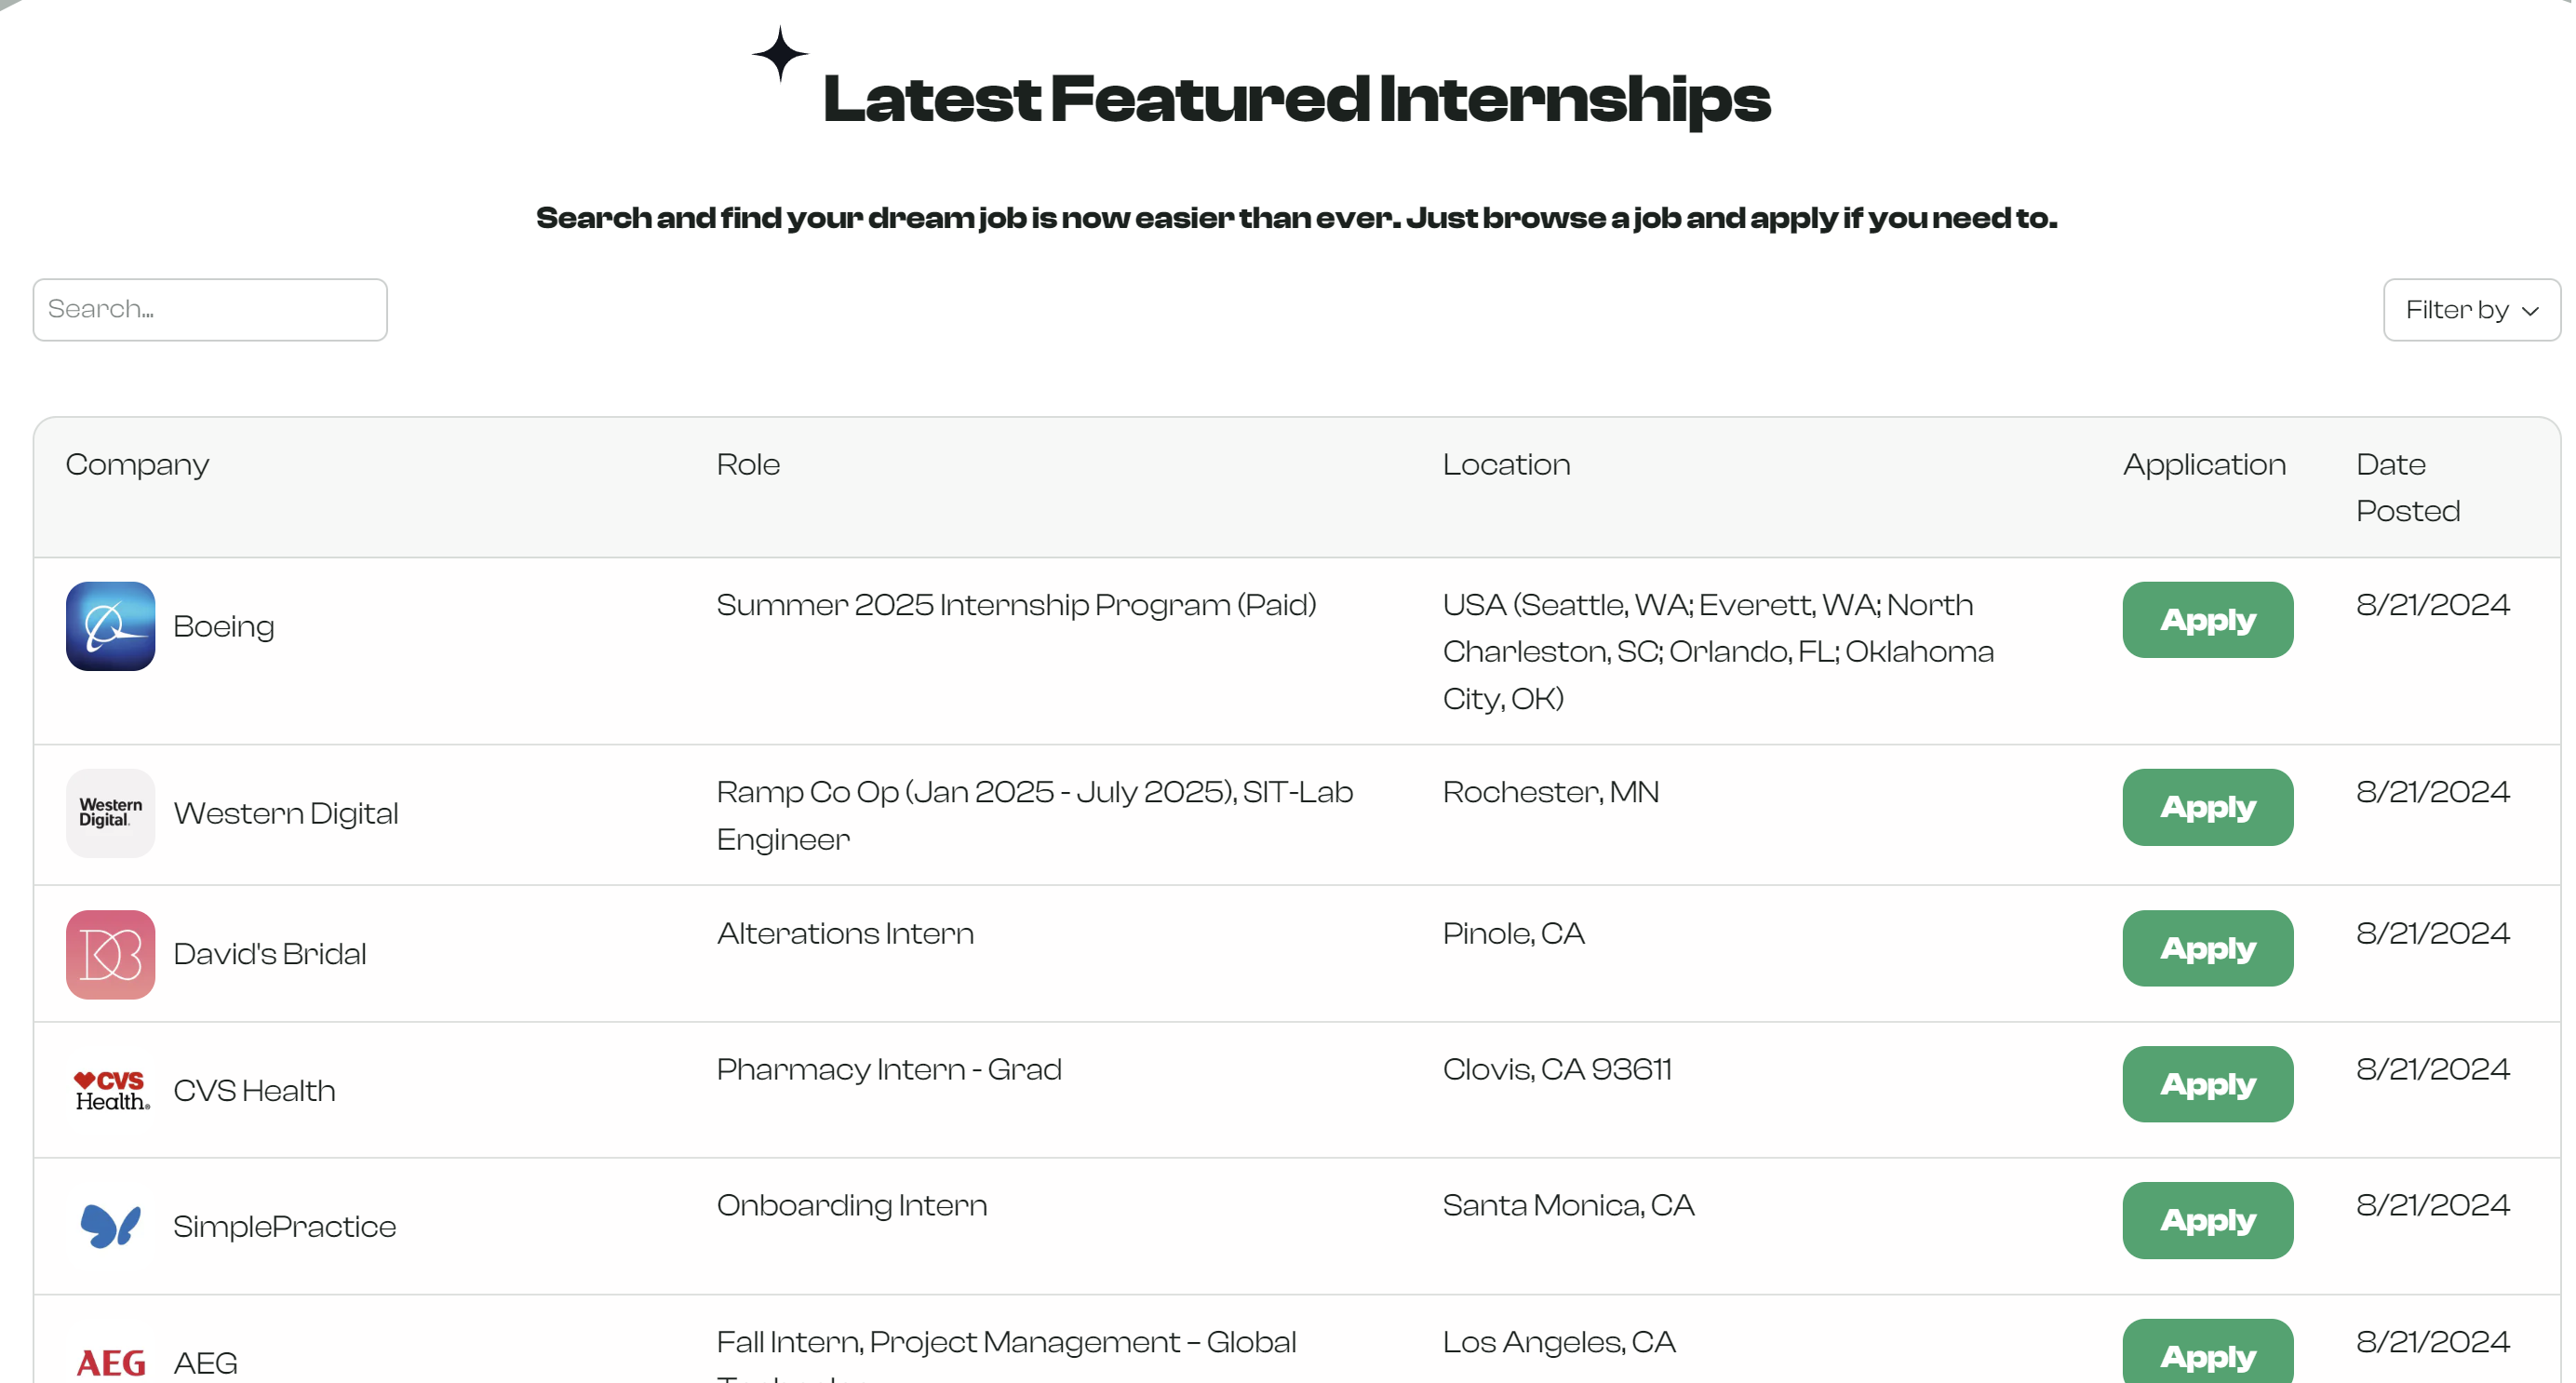 Latest Featured Internships
Search and find your dream job is now easier than ever. Just browse a job and apply if you need to.
Search...
Filter by
Company
Role
Location
Application
Date
Posted
Boeing
Summer 2025 Internship Program (Paid)
USA (Seattle, WA; Everett, WA; North
Charleston, SC; Orlando, FL; Oklahoma
City, OK)
Apply
8/21/2024
Western
Digital.
Western Digital
Ramp Co Op (Jan 2025 - July 2025), SIT-Lab
Engineer
Rochester, MN
Apply
8/21/2024
DB
David's Bridal
Alterations Intern
Pinole, CA
Apply
8/21/2024
CVS
Health®
CVS Health
Pharmacy Intern - Grad
Clovis, CA 93611
Apply
8/21/2024
SimplePractice
Onboarding Intern
Santa Monica, CA
Apply
8/21/2024
AEG
AEG
Fall Intern, Project Management – Global
Los Angeles, CA
Apply
8/21/2024